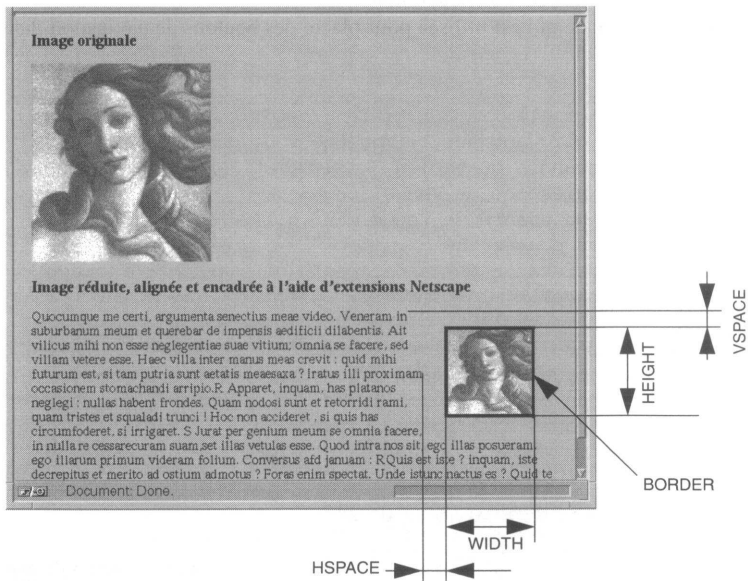 Image originale
Image réduite, alignée et encadrée à l'aide d'extensions Netscape
Quocumque me certi, argumenta senectius meae video. Veneram in
suburbanum meum et querebar de impensis aedificii dilabentis. Ait
vilicus mihi non esse neglegentiae suae vitium; omnia se facere, sed
villam vetere esse. Haec villa inter manus meas crevit : quid mihi
futurum est, si tam putria sunt aetatis meaesaxa ? Iratus illi proximam
occasionem stomachandi arripio.R Apparet, inquam, has platanos
neglegi : nullas habent frondes. Quam nodosi sunt et retorridi rami,
quam tristes et squaladi trunci ! Hoc non accideret , si quis has
circumfoderet, si irrigaret. S Jurat per genium meum se omnia facere,
in nulla re cessarecuram suam,set illas vetulas esse. Quod intra nos sit, ego illas posueram,
ego illarum primum videram folium. Conversus afd januam : RQuis est iste ? inquam, iste
decrepitus et merito ad ostium admotus ? Foras enim spectat. Unde istunc nactus es ? Quid te
Document: Done.
VSPACE
HEIGHT
BORDER
WIDTH
HSPACE